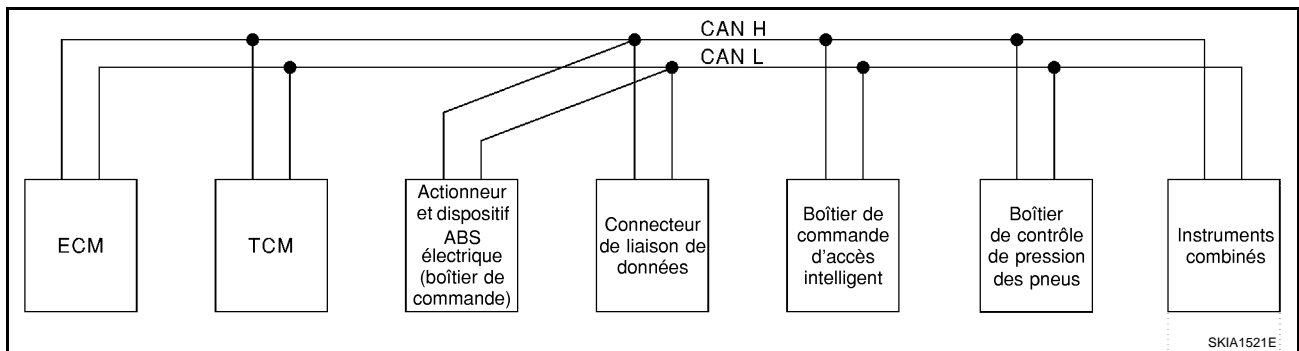 CAN H
CAN L
ECM
TCM
Actionneur
et dispositif
ABS
électrique
(boîtier de
commande)
Connecteur
de liaison de
données
Boîtier de
commande
d'accès
intelligent
Boîtier
de contrôle
de pression
des pneus
Instruments
combinés
SKIA1521E